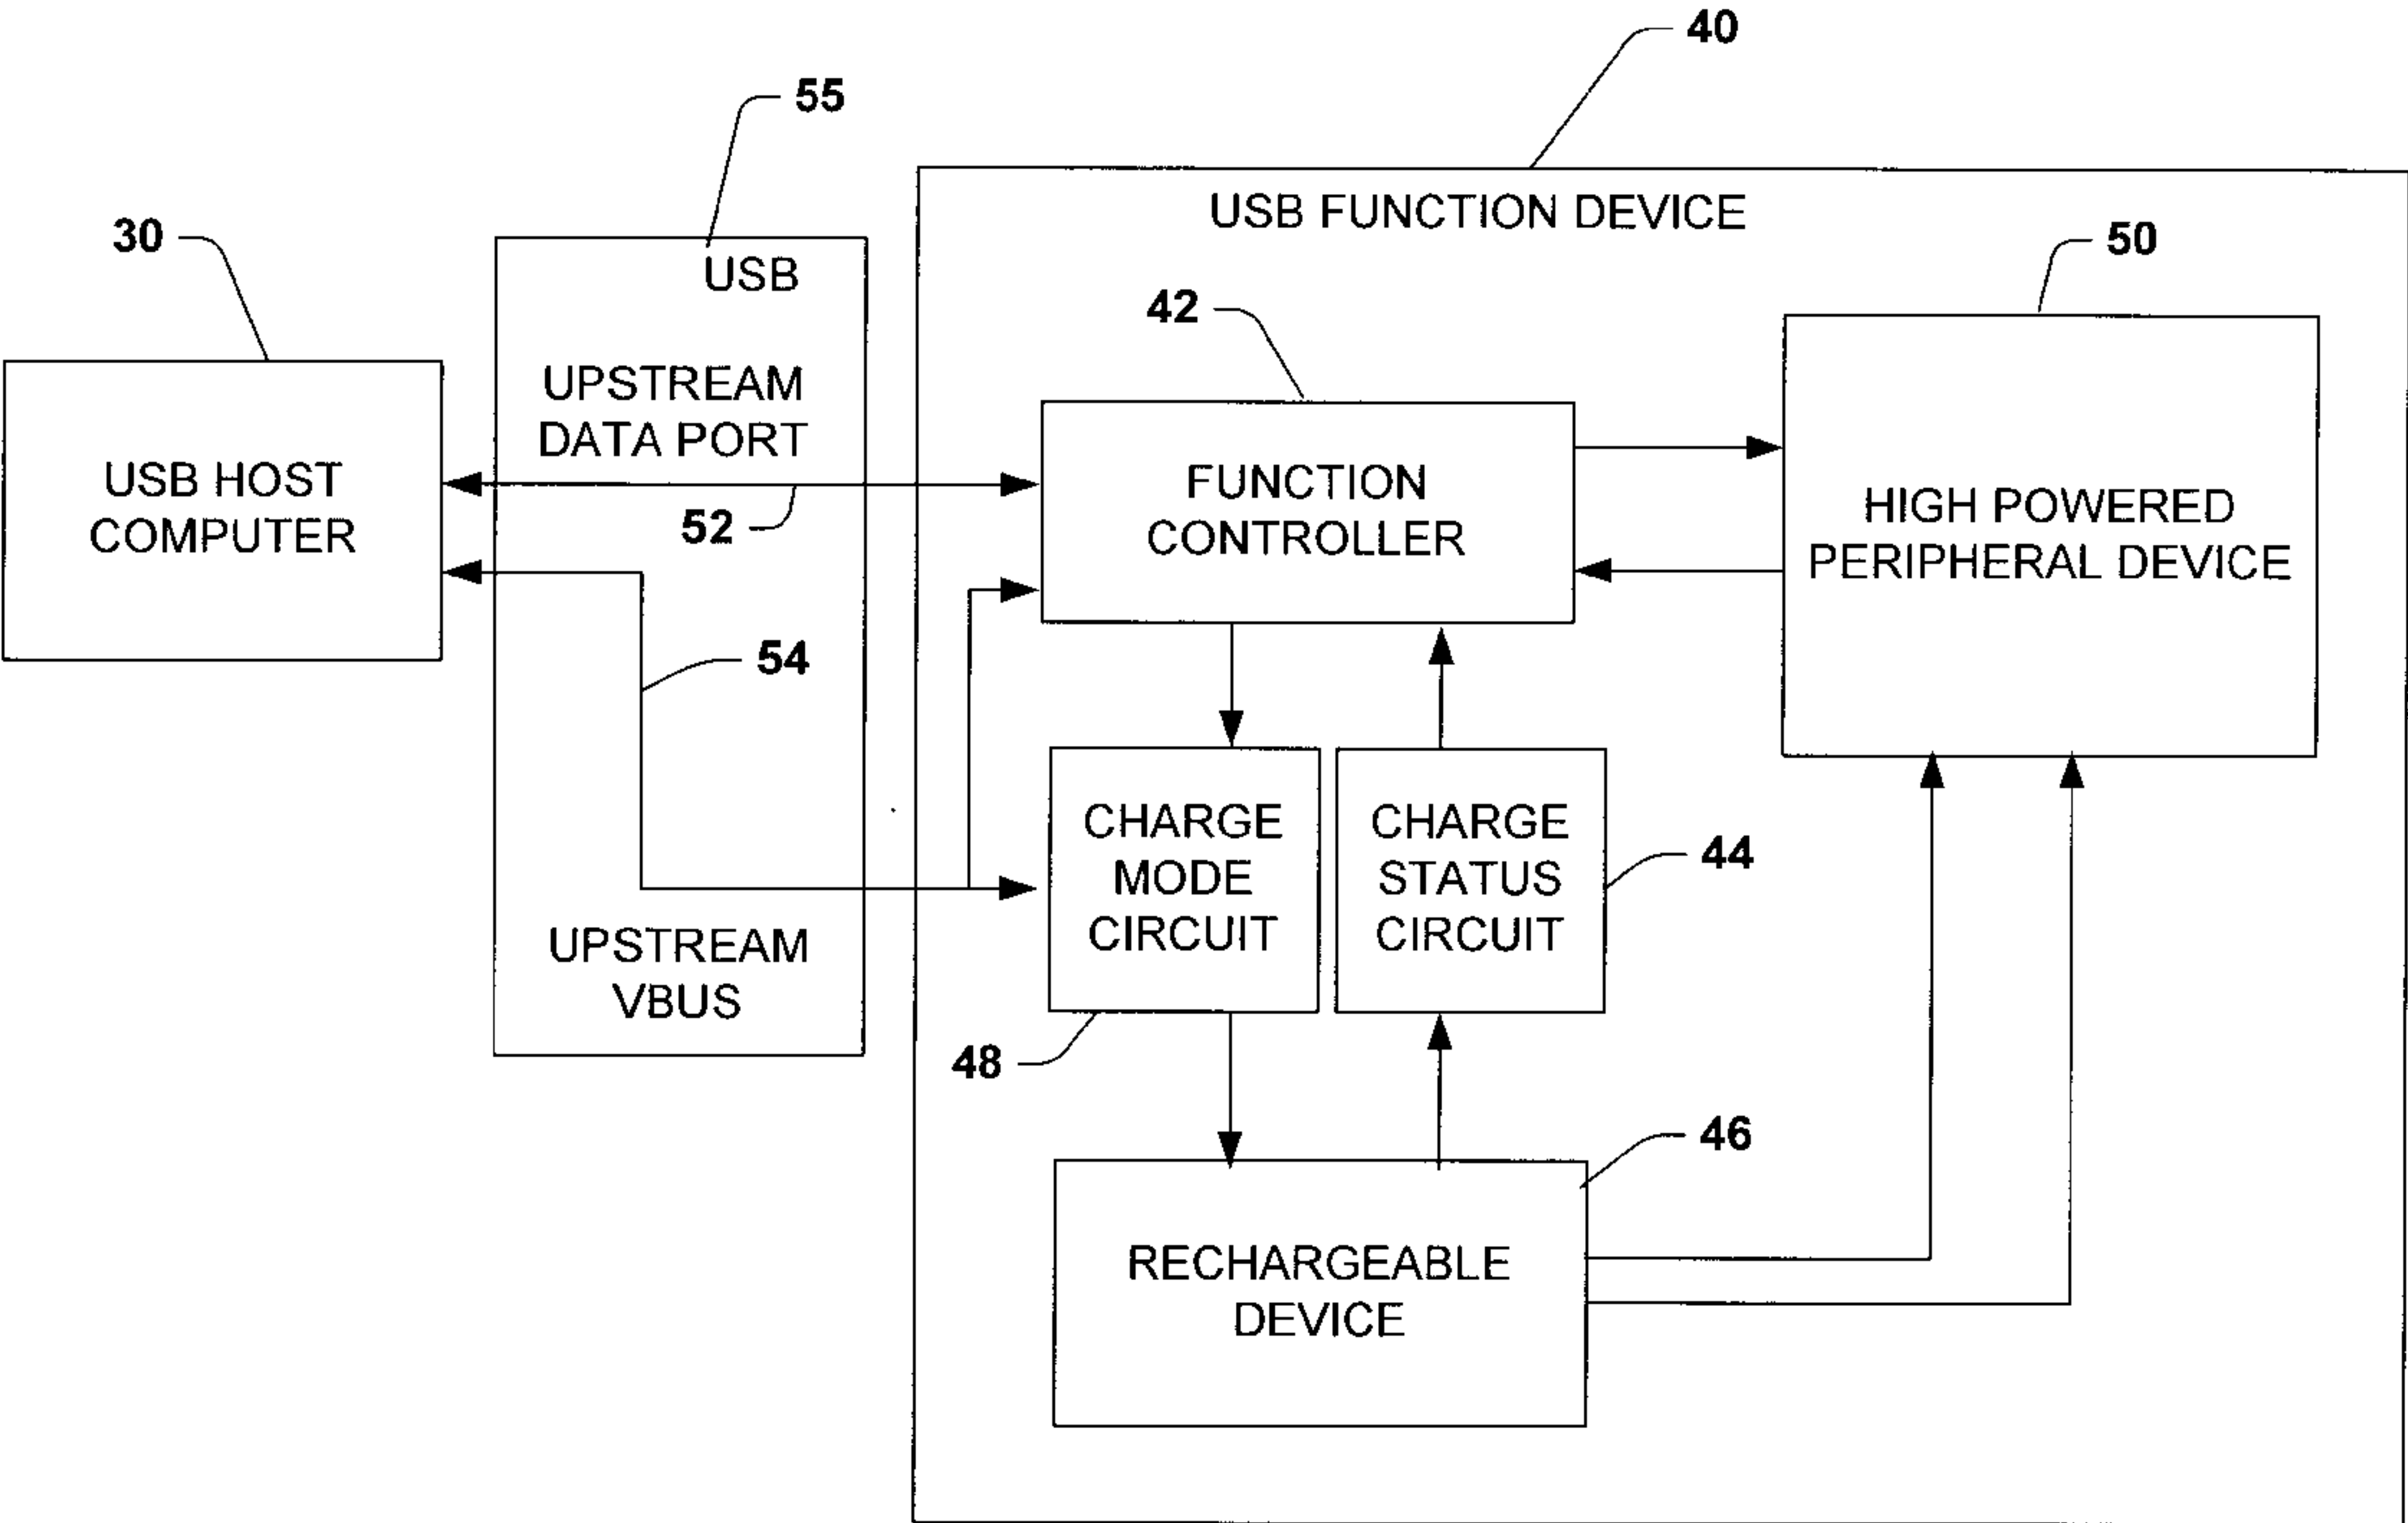 40
55
USB FUNCTION DEVICE
30
50
USB
42
UPSTREAM
DATA PORT
USB HOST
COMPUTER
52
FUNCTION
CONTROLLER
HIGH POWERED
PERIPHERAL DEVICE
54
CHARGE
MODE
CIRCUIT
CHARGE
STATUS
CIRCUIT
44
UPSTREAM
VBUS
48
46
RECHARGEABLE
DEVICE